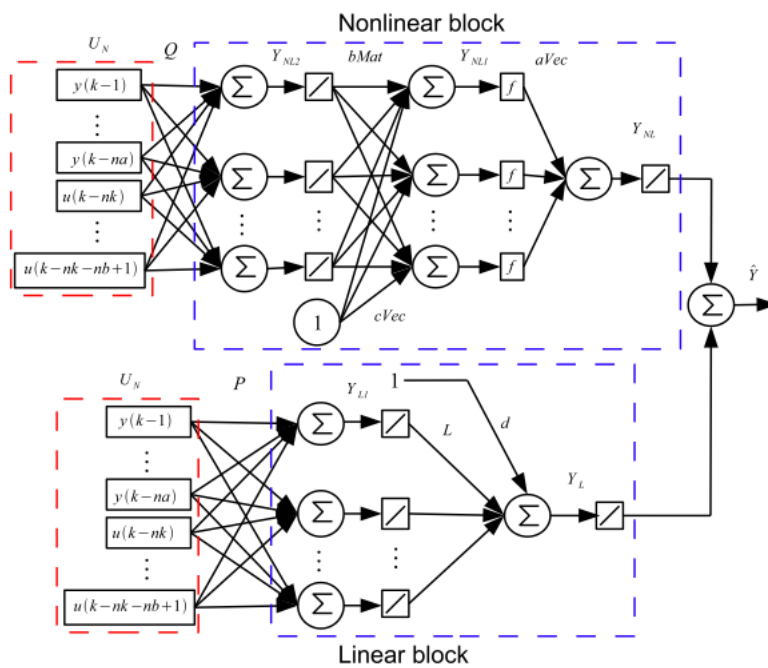 Nonlinear block
U_N Q Y_NL2 bMat Y_NL1 aVec
y(k−1) Σ Σ f
Y_NL
⋮
y(k−na) Σ Σ f Σ
u(k−nk)
⋮ ⋮ ⋮ ⋮ ⋮
u(k−nk−nb+1) Σ Σ f
Ŷ
Σ
1 cVec
U_N P Y_L1 1
y(k−1) Σ L d
⋮
y(k−na) Y_L
u(k−nk) Σ Σ
⋮ ⋮ ⋮
u(k−nk−nb+1) Σ
Linear block